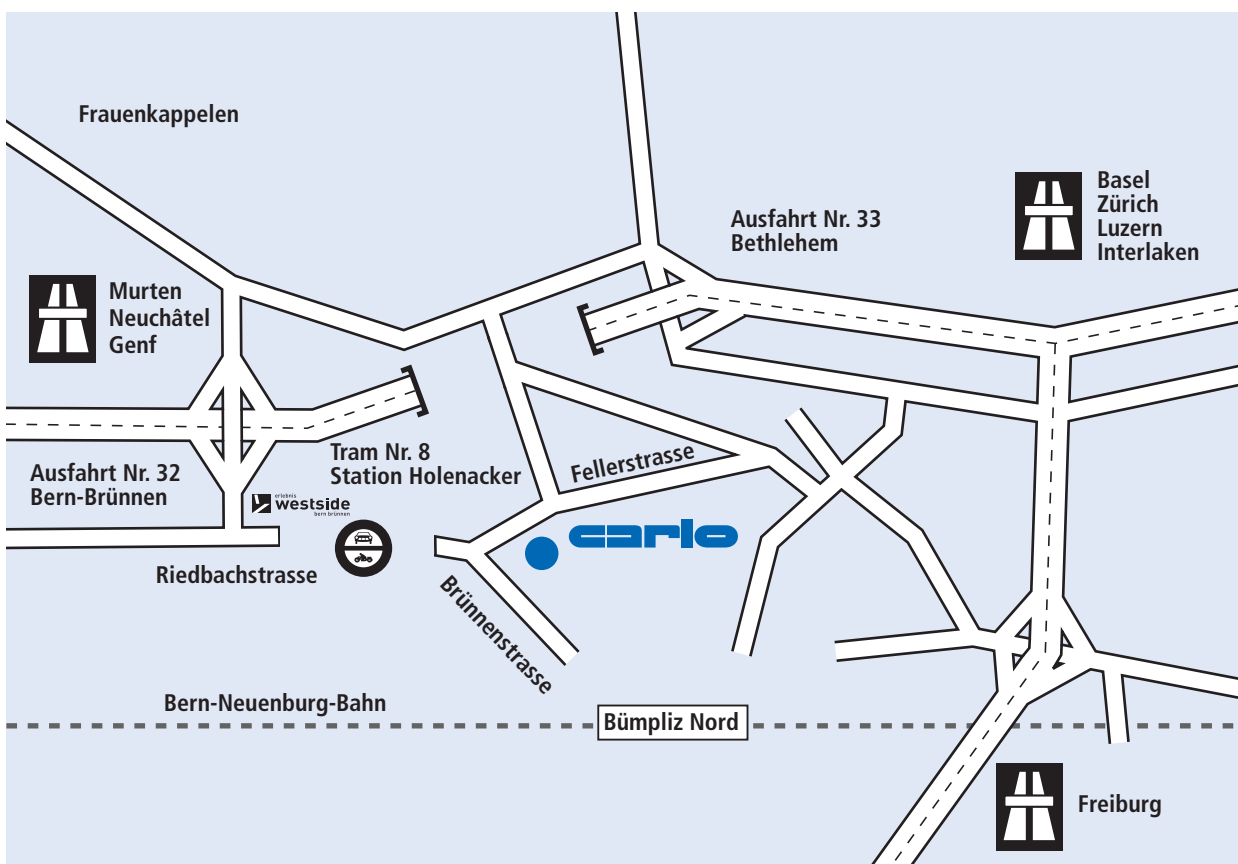 Frauenkappelen
Ausfahrt Nr. 33
Bethlehem
Basel
Zürich
Luzern
Interlaken
Murten
Neuchâtel
Genf
Ausfahrt Nr. 32
Bern-Brünnen
Tram Nr. 8
Station Holenacker
Fellerstrasse
erlebnis
westside
bern brünnen
carlo
Riedbachstrasse
Brünnenstrasse
Bern-Neuenburg-Bahn
Bümpliz Nord
Freiburg